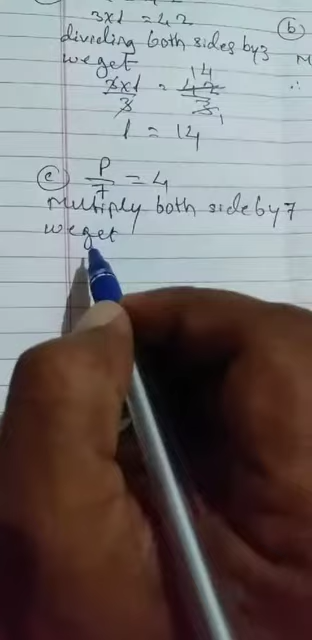 3xl = 42
dividing both sides by 3
we get
14
3xl/3 = 42/3 1
l = 14
(b)
(c) P/7 = 4
Multiply both side by 7
we get